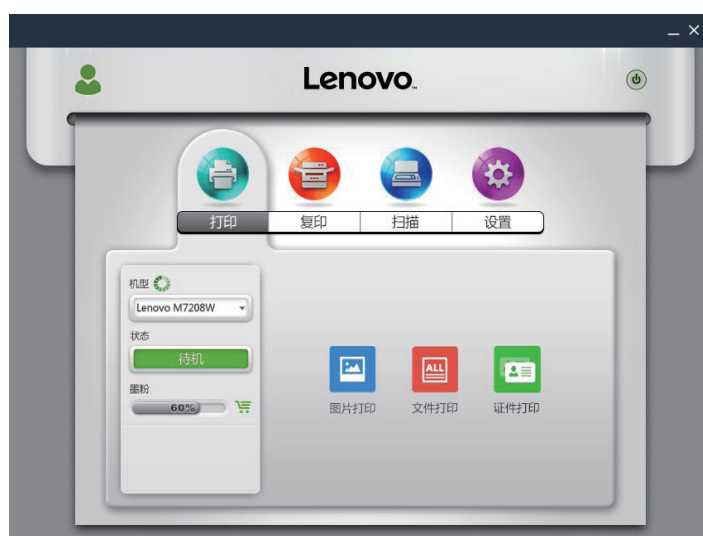 Lenovo
打印 复印 扫描 设置
机型
Lenovo M7208W
状态
待机
墨粉
60%
ALL
图片打印 文件打印 证件打印